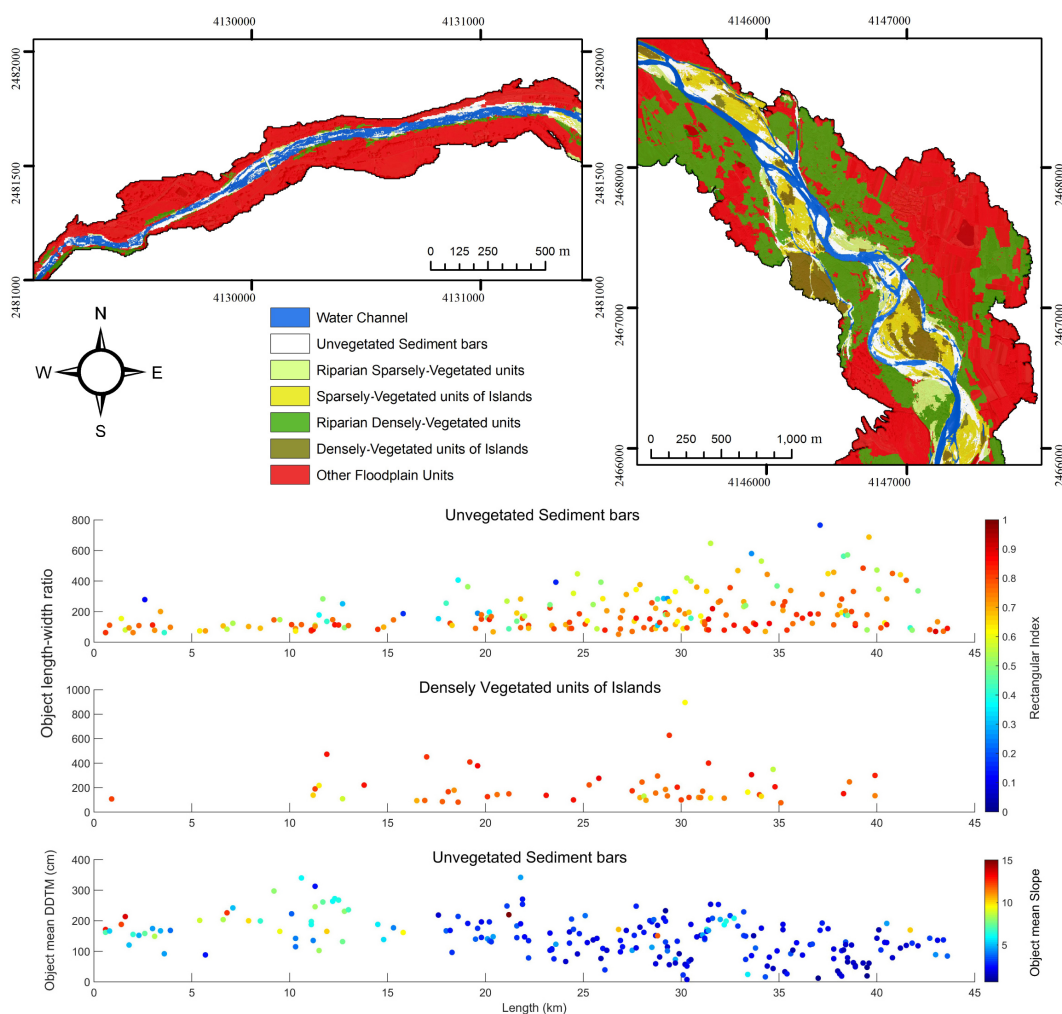 4130000 4131000
2482000 2481500 2481000
2482000 2481500 2481000
0 125 250 500 m
4130000 4131000
4146000 4147000
2468000 2467000 2466000
2468000 2467000 2466000
0 250 500 1,000 m
4146000 4147000
N
W E
S
Water Channel
Unvegetated Sediment bars
Riparian Sparsely-Vegetated units
Sparsely-Vegetated units of Islands
Riparian Densely-Vegetated units
Densely-Vegetated units of Islands
Other Floodplain Units
Unvegetated Sediment bars
800
600
400
200
0
0 5 10 15 20 25 30 35 40 45
Object length-width ratio
Densely Vegetated units of Islands
1000
800
600
400
200
0
0 5 10 15 20 25 30 35 40 45
1
0.9
0.8
0.7
0.6
0.5
0.4
0.3
0.2
0.1
0
Rectangular Index
Unvegetated Sediment bars
400
300
200
100
0
Object mean DDTM (cm)
0 5 10 15 20 25 30 35 40 45
Length (km)
15
10
5
Object mean Slope